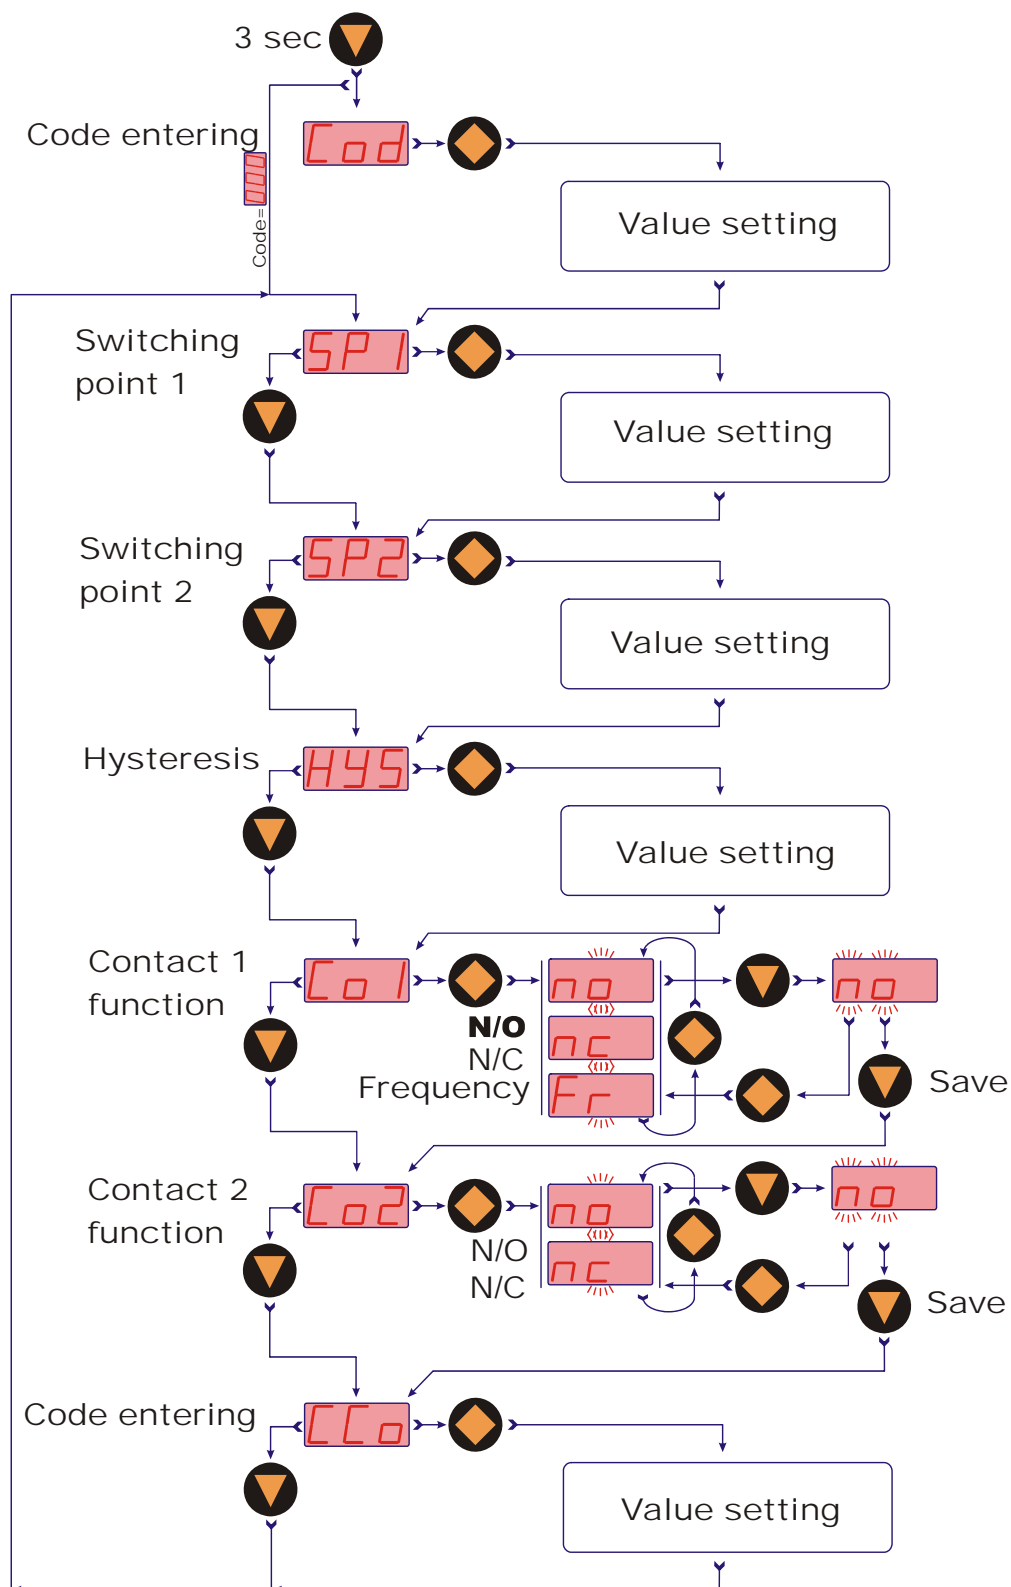 3 sec
Code entering
Cod
Code=
000
Value setting
Switching
point 1
SP1
Value setting
Switching
point 2
SP2
Value setting
Hysteresis
HYS
Value setting
Contact 1
function
Co1
no
nc
Fr
N/O
N/C
Frequency
no
Save
Contact 2
function
Co2
no
nc
N/O
N/C
no
Save
Code entering
CCo
Value setting